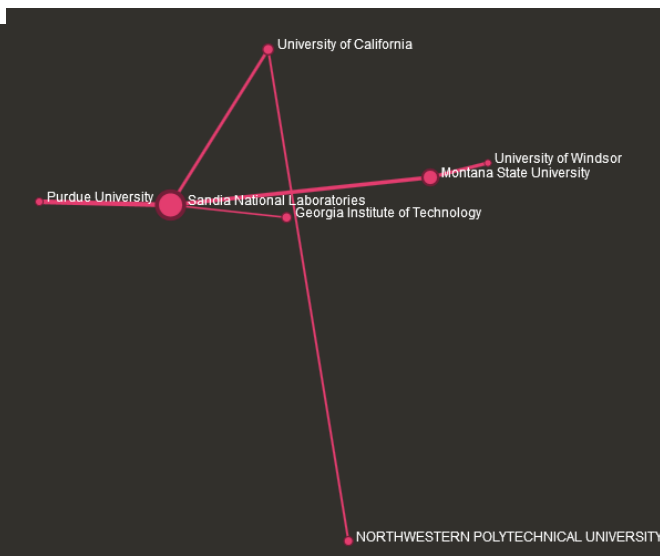 University of California
University of Windsor
Montana State University
Purdue University
Sandia National Laboratories
Georgia Institute of Technology
NORTHWESTERN POLYTECHNICAL UNIVERSITY